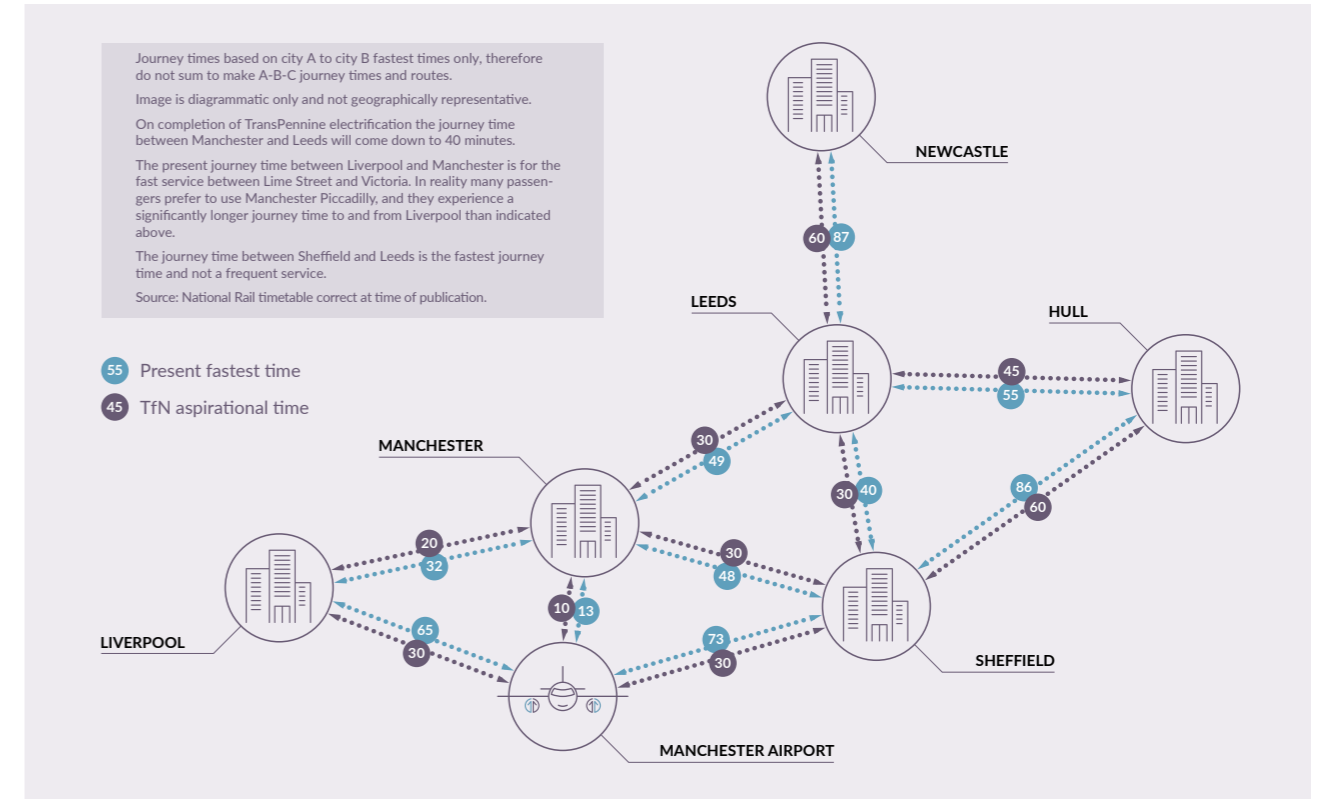 Journey times based on city A to city B fastest times only, therefore
do not sum to make A-B-C journey times and routes.
Image is diagrammatic only and not geographically representative.
On completion of TransPennine electrification the journey time
between Manchester and Leeds will come down to 40 minutes.
The present journey time between Liverpool and Manchester is for the
fast service between Lime Street and Victoria. In reality many passen-
gers prefer to use Manchester Piccadilly, and they experience a
significantly longer journey time to and from Liverpool than indicated
above.
The journey time between Sheffield and Leeds is the fastest journey
time and not a frequent service.
Source: National Rail timetable correct at time of publication.
55 Present fastest time
45 TfN aspirational time
NEWCASTLE
60 87
LEEDS
HULL
45
55
MANCHESTER
30
49
30 40
86
60
20
32
30
48
10 13
LIVERPOOL
65
30
73
30
SHEFFIELD
MANCHESTER AIRPORT